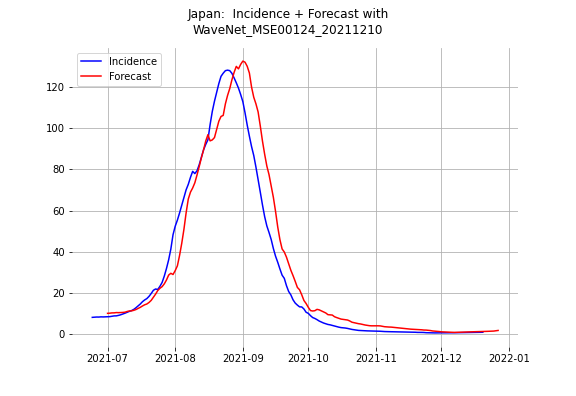 Japan:  Incidence + Forecast with
WaveNet_MSE00124_20211210
Incidence
Forecast
120
100
80
60
40
20
0
2021-07 2021-08 2021-09 2021-10 2021-11 2021-12 2022-01